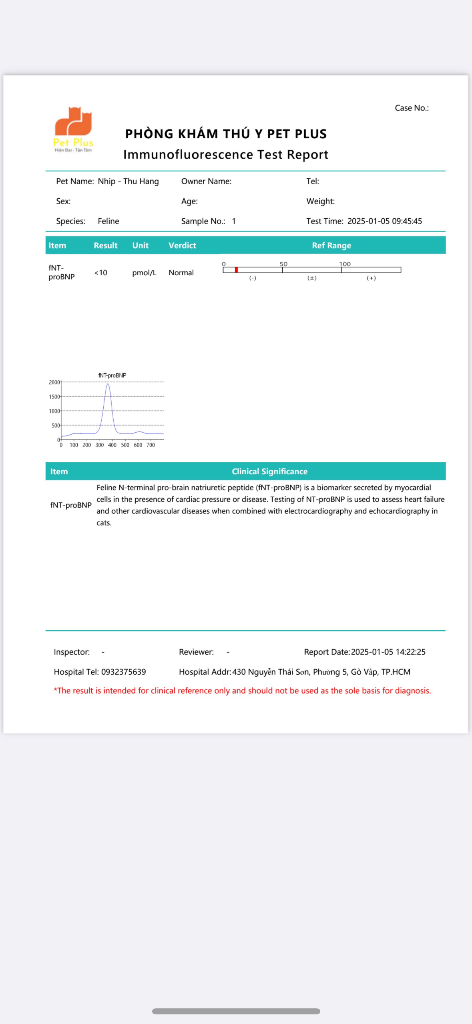 Case No.:
Pet Plus
Hiện Đại - Tận Tâm
PHÒNG KHÁM THÚ Y PET PLUS
Immunofluorescence Test Report
Pet Name: Nhip - Thu Hang Owner Name: Tel:
Sex: Age: Weight:
Species: Feline Sample No.: 1 Test Time: 2025-01-05 09:45:45
Item Result Unit Verdict Ref Range
fNT-proBNP <10 pmol/L Normal
0 50 100
(-) (±) (+)
fNT-proBNP
2000
1500
1000
500
0
0 100 200 300 400 500 600 700
Item Clinical Significance
fNT-proBNP
Feline N-terminal pro-brain natriuretic peptide (fNT-proBNP) is a biomarker secreted by myocardial
cells in the presence of cardiac pressure or disease. Testing of NT-proBNP is used to assess heart failure
and other cardiovascular diseases when combined with electrocardiography and echocardiography in
cats.
Inspector: - Reviewer: - Report Date:2025-01-05 14:22:25
Hospital Tel: 0932375639 Hospital Addr:430 Nguyễn Thái Sơn, Phương 5, Gò Vấp, TP.HCM
*The result is intended for clinical reference only and should not be used as the sole basis for diagnosis.